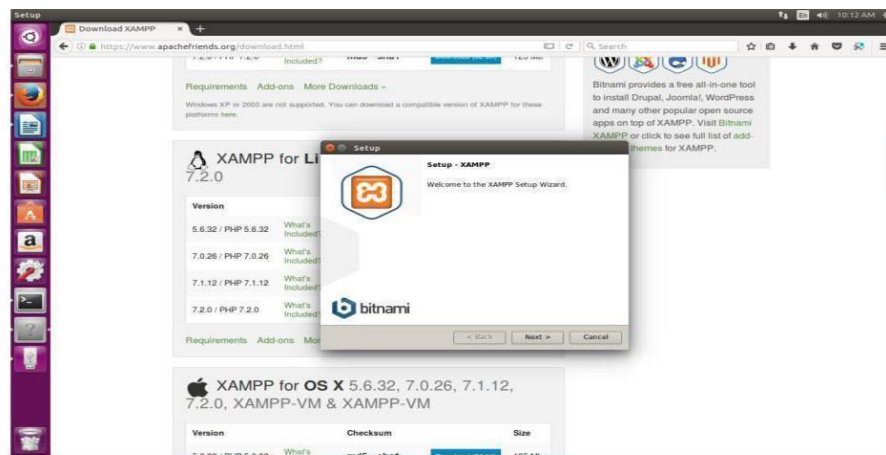 Setup
En
10:12 AM
Download XAMPP
https://www.apachefriends.org/download.html
Search
Included?
Requirements Add-ons More Downloads »
Windows XP or 2003 are not supported. You can download a compatible version of XAMPP for these
platforms here.
Bitnami provides a free all-in-one tool
to install Drupal, Joomla!, WordPress
and many other popular open source
apps on top of XAMPP. Visit Bitnami
XAMPP or click to see full list of add-
themes for XAMPP.
XAMPP for Li
7.2.0
Version
5.6.32 / PHP 5.6.32 What's
Included?
7.0.26 / PHP 7.0.26 What's
Included?
7.1.12 / PHP 7.1.12 What's
Included?
7.2.0 / PHP 7.2.0 What's
Included?
Requirements Add-ons Mor
Setup
Setup - XAMPP
Welcome to the XAMPP Setup Wizard.
bitnami
< Back Next > Cancel
XAMPP for OS X 5.6.32, 7.0.26, 7.1.12,
7.2.0, XAMPP-VM & XAMPP-VM
Version Checksum Size
What's